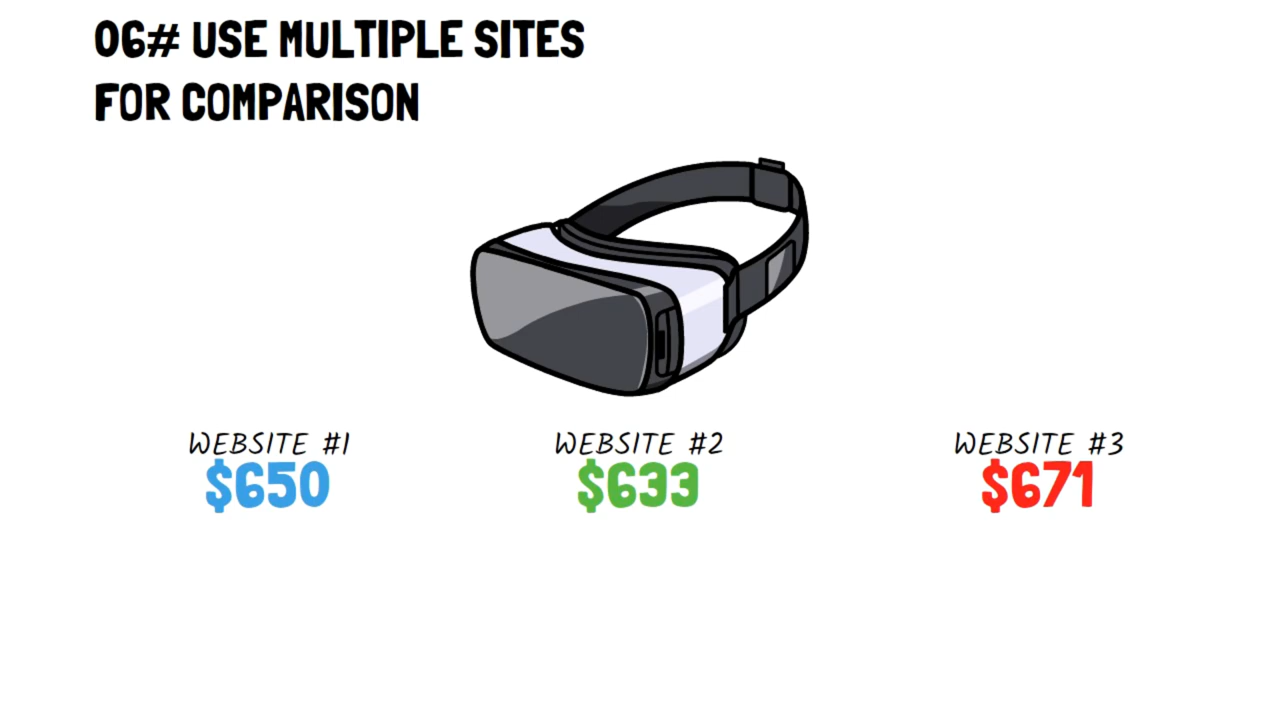 06# USE MULTIPLE SITES
FOR COMPARISON
WEBSITE #1
$650
WEBSITE #2
$633
WEBSITE #3
$671